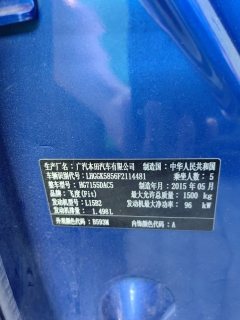 生产厂名：广汽本田汽车有限公司 制造国：中华人民共和国
车辆识别代号：LHGGK5856F2114481 乘坐人数：5
整车型号：HG7155DAC5 制造年月：2015年05月
品牌：飞度(Fit) 最大允许总质量：1500 kg
发动机型号：L15B2 发动机最大净功率：96 kW
发动机排量：1.498L
外部颜色代码：B593M 内饰颜色代码：A